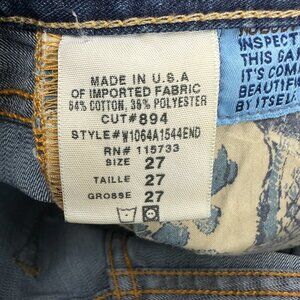 MADE IN U.S.A
OF IMPORTED FABRIC
64% COTTON, 36% POLYESTER
CUT# 894
STYLE# W1064A1544END
RN# 115733
SIZE 27
TAILLE 27
GROSSE 27
INSPECT
THIS GA
IT'S COM
BEAUTIF
BY ITSEL